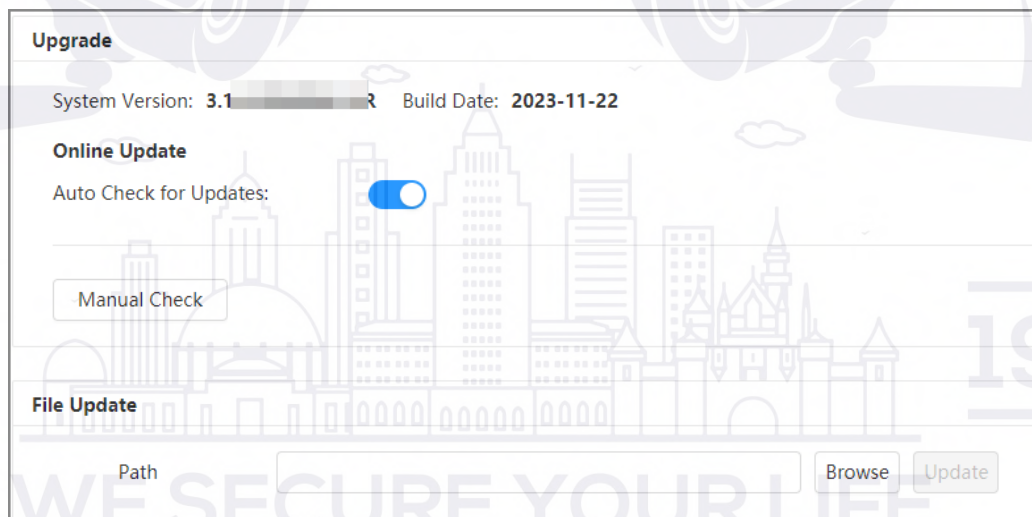 Upgrade
System Version: 3.1 R Build Date: 2023-11-22
Online Update
Auto Check for Updates:
Manual Check
19
File Update
Path Browse Update
WE SECURE YOUR LIFE